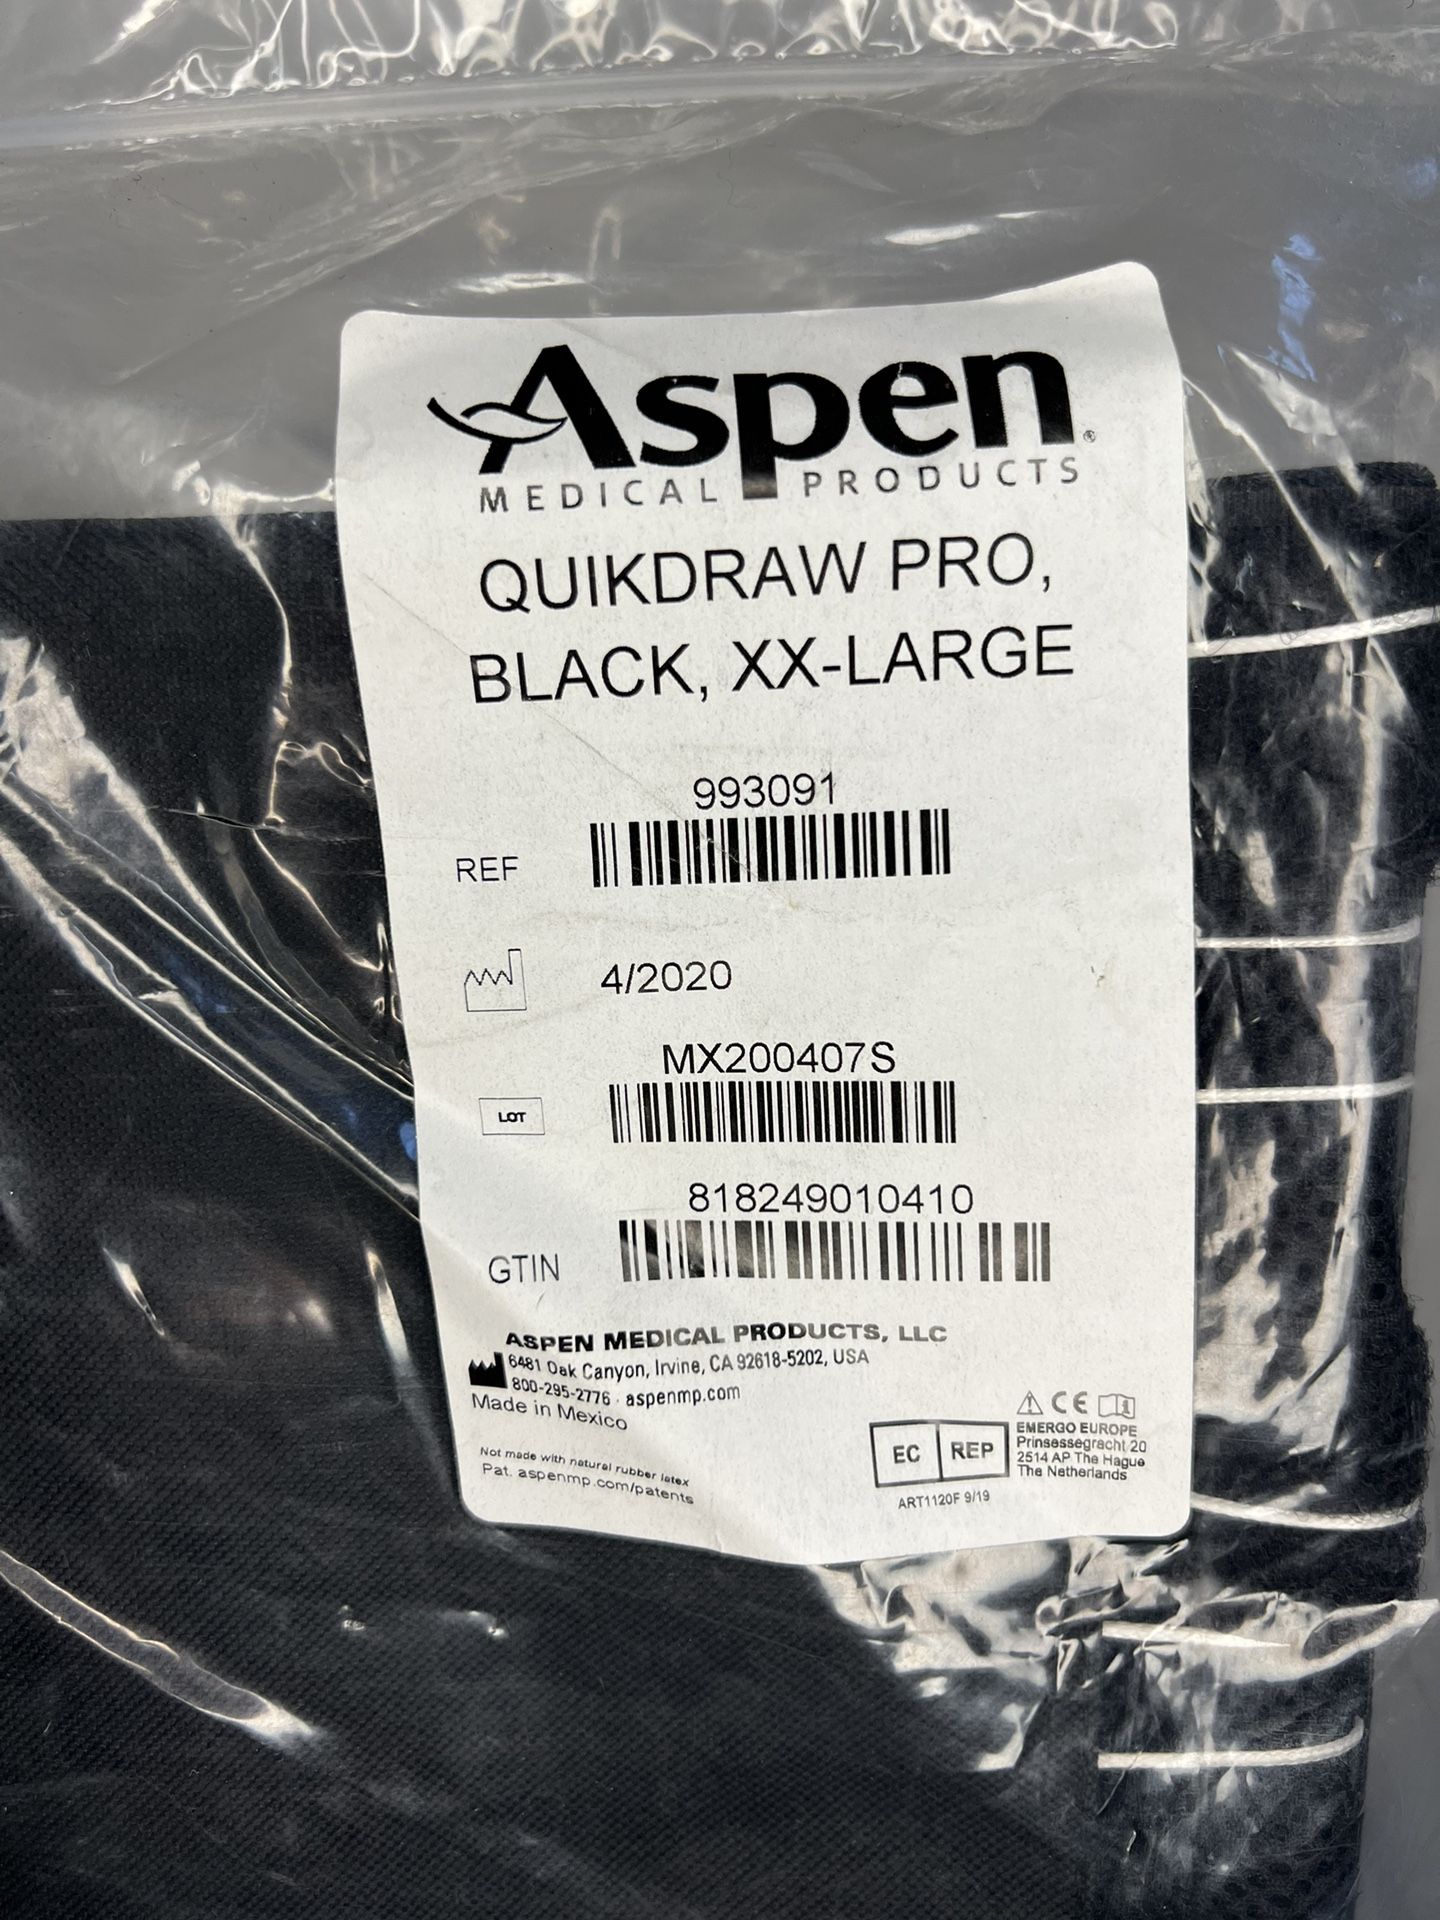 Aspen®
MEDICAL PRODUCTS
QUIKDRAW PRO,
BLACK, XX-LARGE
993091
REF
4/2020
MX200407S
LOT
818249010410
GTIN
ASPEN MEDICAL PRODUCTS, LLC
6481 Oak Canyon, Irvine, CA 92618-5202, USA
800-295-2776 · aspenmp.com
Made in Mexico
Not made with natural rubber latex
Pat. aspenmp.com/patents
EC REP
CE
EMERGO EUROPE
Prinsessegracht 20
2514 AP The Hague
The Netherlands
ART1120F 9/19